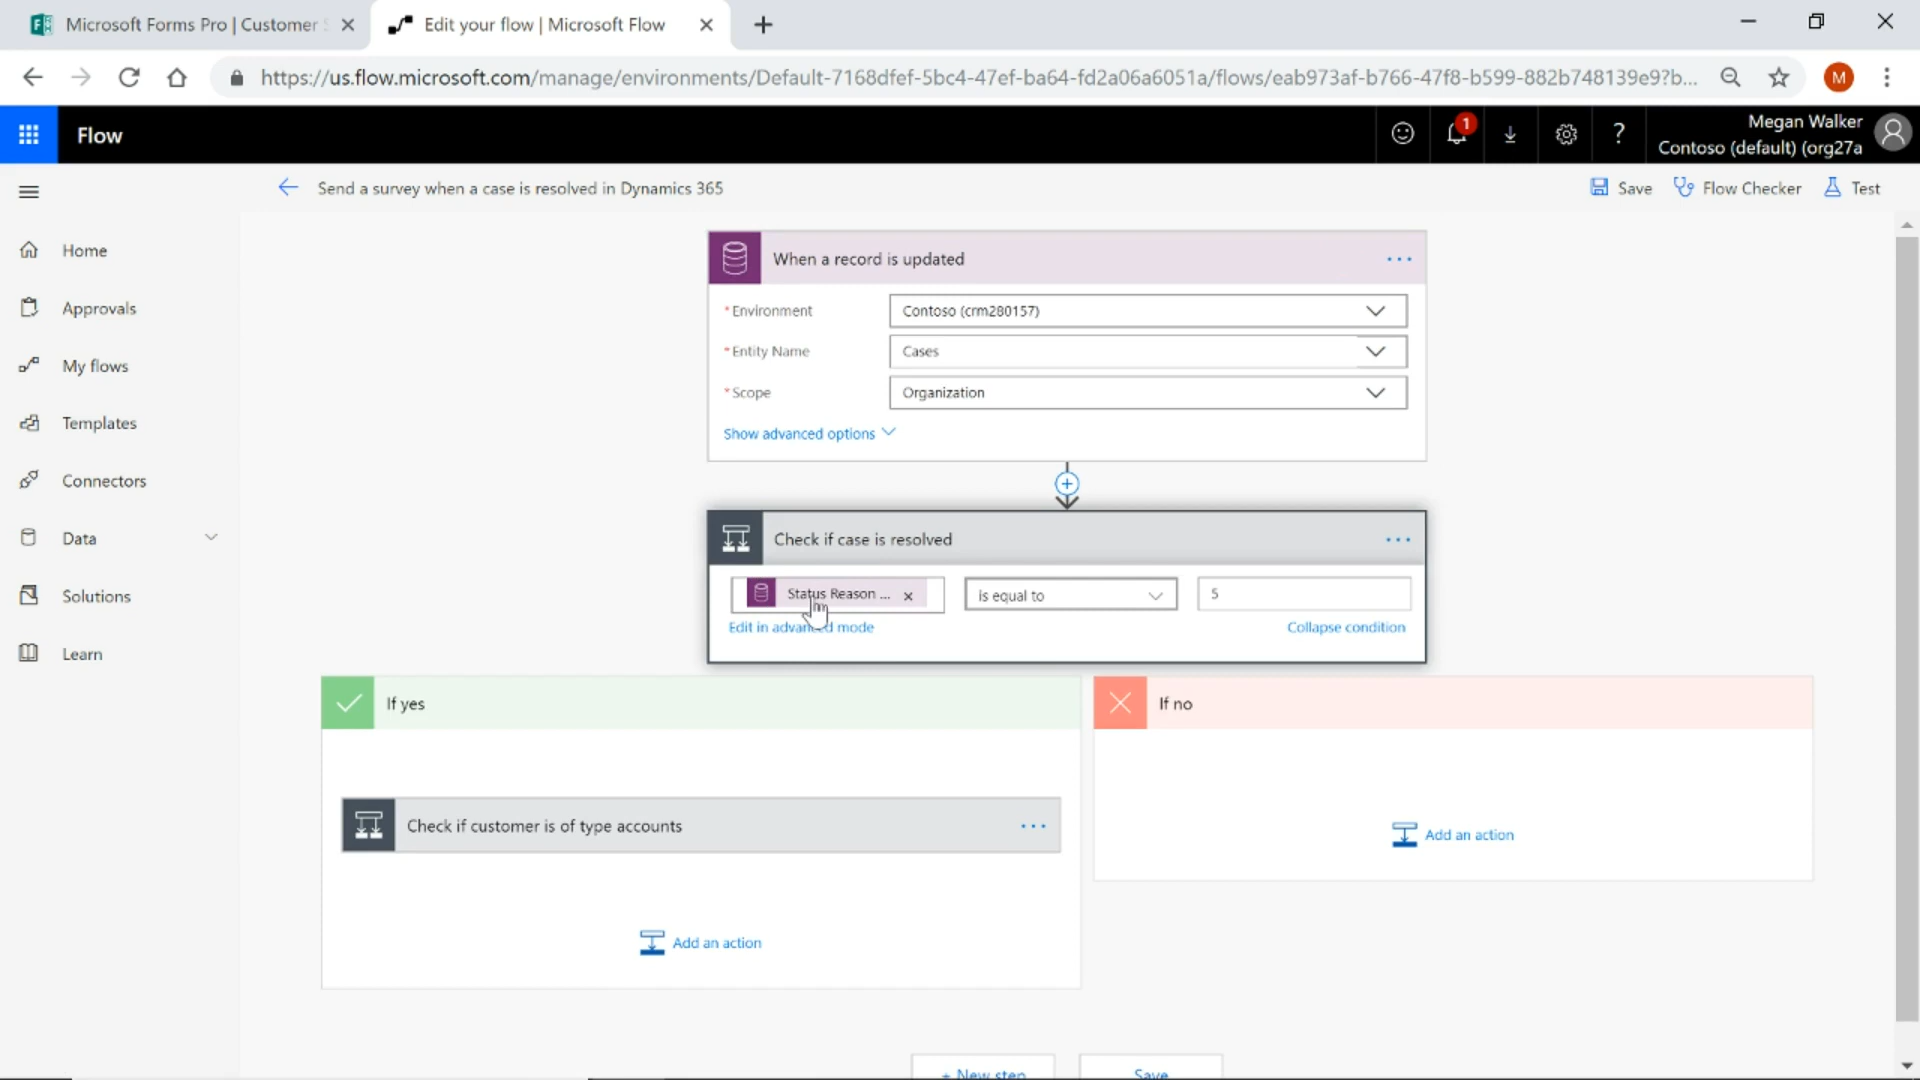 Microsoft Forms Pro | Customer S
Edit your flow | Microsoft Flow
https://us.flow.microsoft.com/manage/environments/Default-7168dfef-5bc4-47ef-ba64-fd2a06a6051a/flows/eab973af-b766-47f8-b599-882b748139e9?b...
M
Flow
1
?
Megan Walker
Contoso (default) (org27a
Send a survey when a case is resolved in Dynamics 365
Save
Flow Checker
Test
Home
Approvals
My flows
Templates
Connectors
Data
Solutions
Learn
When a record is updated
...
* Environment
Contoso (crm280157)
* Entity Name
Cases
* Scope
Organization
Show advanced options
Check if case is resolved
...
Status Reason ...
is equal to
5
Edit in advanced mode
Collapse condition
If yes
If no
Check if customer is of type accounts
...
Add an action
Add an action
+ New step
Save